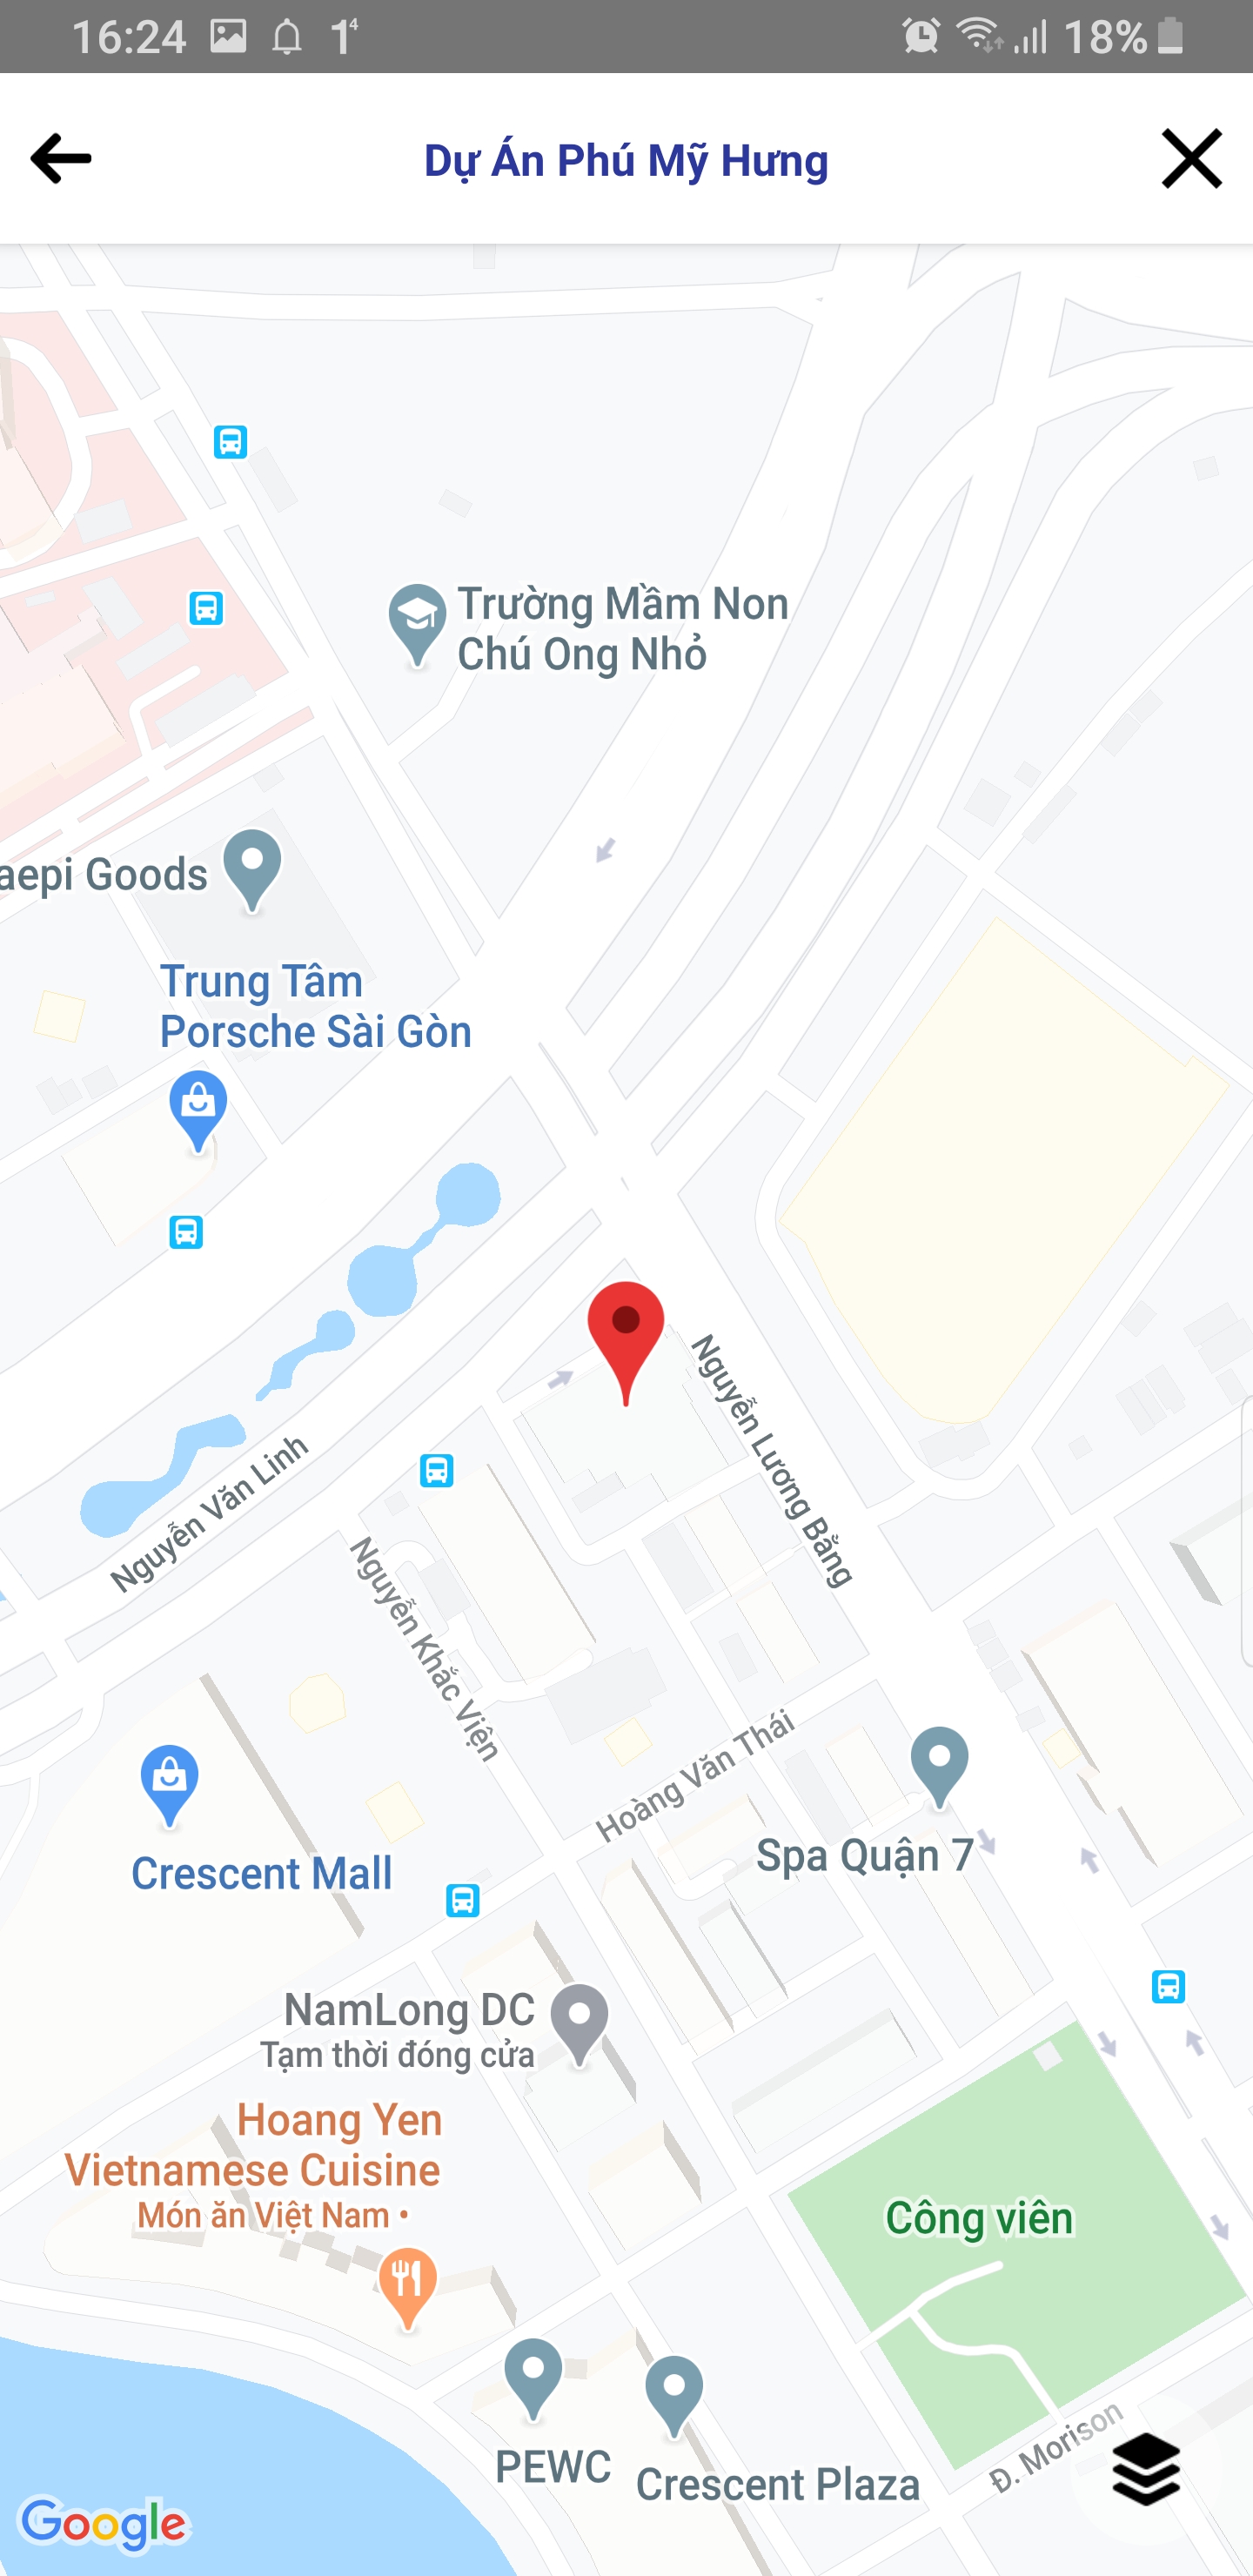 16:24 1 4 18%
Dự Án Phú Mỹ Hưng
Trường Mầm Non
Chú Ong Nhỏ
aepi Goods
Trung Tâm
Porsche Sài Gòn
Nguyễn Lương Bằng
Nguyễn Văn Linh
Nguyễn Khắc Viện
Hoàng Văn Thái
Spa Quận 7
Crescent Mall
NamLong DC
Tạm thời đóng cửa
Hoang Yen
Vietnamese Cuisine
Món ăn Việt Nam •
Công viên
PEWC
Crescent Plaza
Đ. Morison
Google